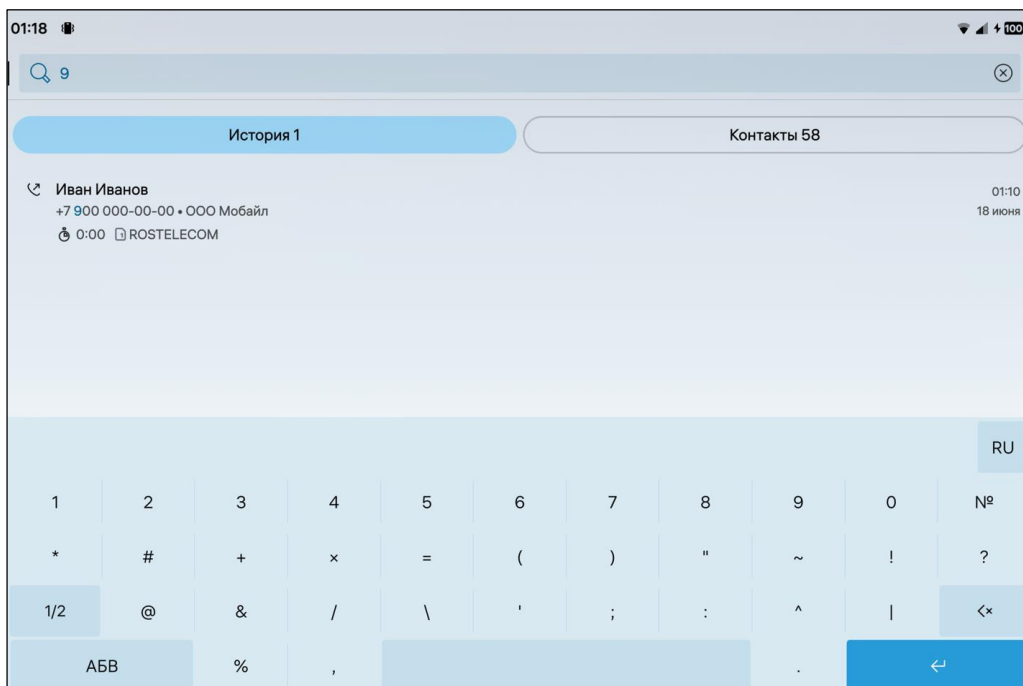 01:18 100
9
История 1 Контакты 58
Иван Иванов 01:10
+7 900 000-00-00 • ООО Мобайл 18 июня
0:00 1 ROSTELECOM
RU
1 2 3 4 5 6 7 8 9 0 №
* # + × = ( ) " ~ ! ?
1/2 @ & / \ ' ; : ^ |
АБВ % , .